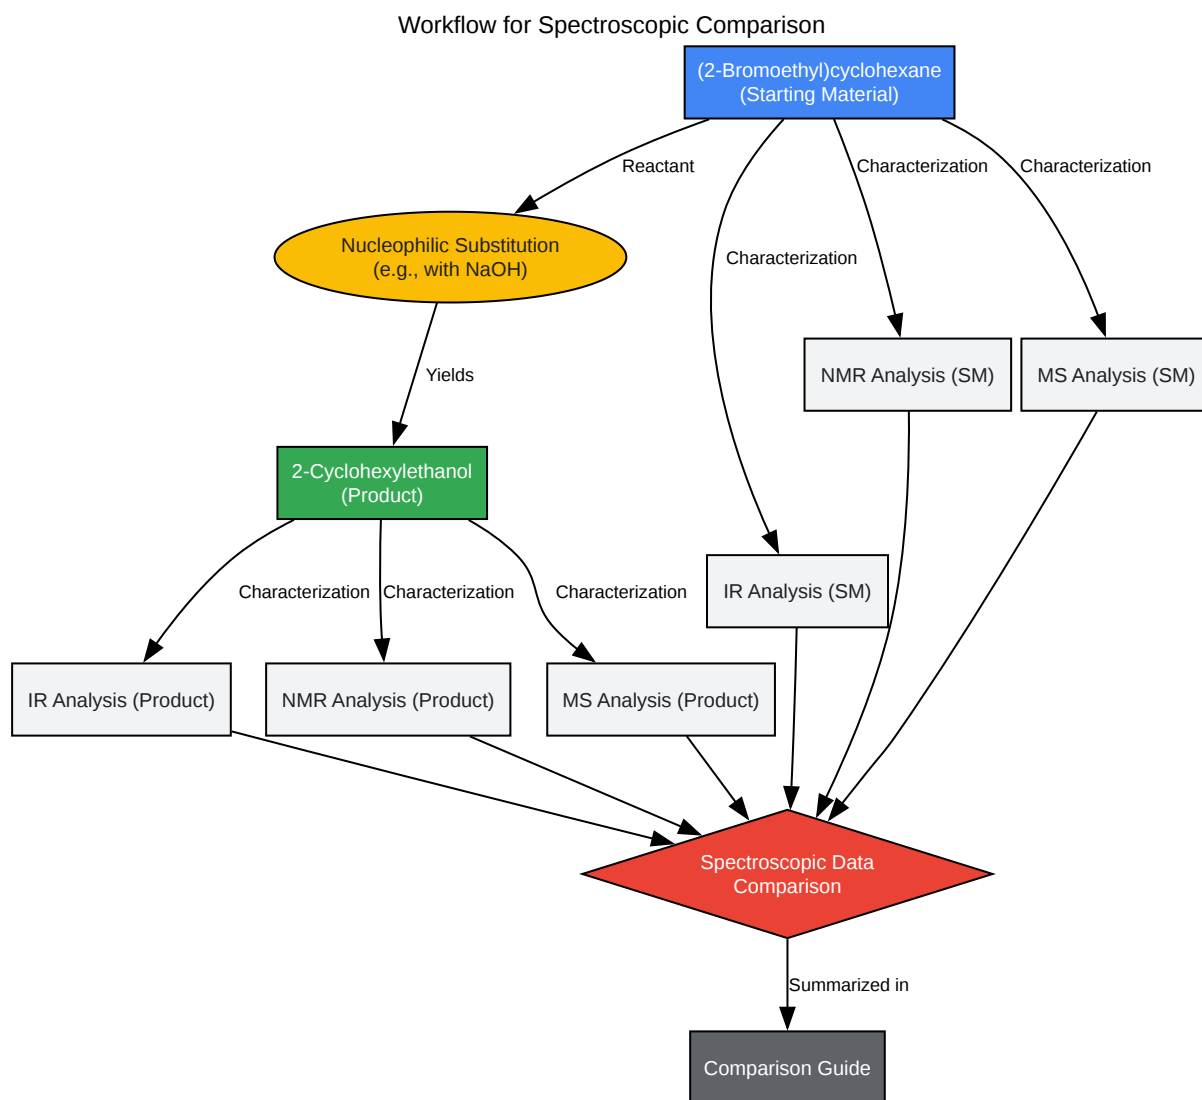 Workflow for Spectroscopic Comparison
(2-Bromoethyl)cyclohexane
(Starting Material)
Reactant
Characterization
Characterization
Nucleophilic Substitution
(e.g., with NaOH)
Characterization
Yields
NMR Analysis (SM)
MS Analysis (SM)
2-Cyclohexylethanol
(Product)
Characterization
Characterization
Characterization
IR Analysis (SM)
IR Analysis (Product)
NMR Analysis (Product)
MS Analysis (Product)
Spectroscopic Data
Comparison
Summarized in
Comparison Guide